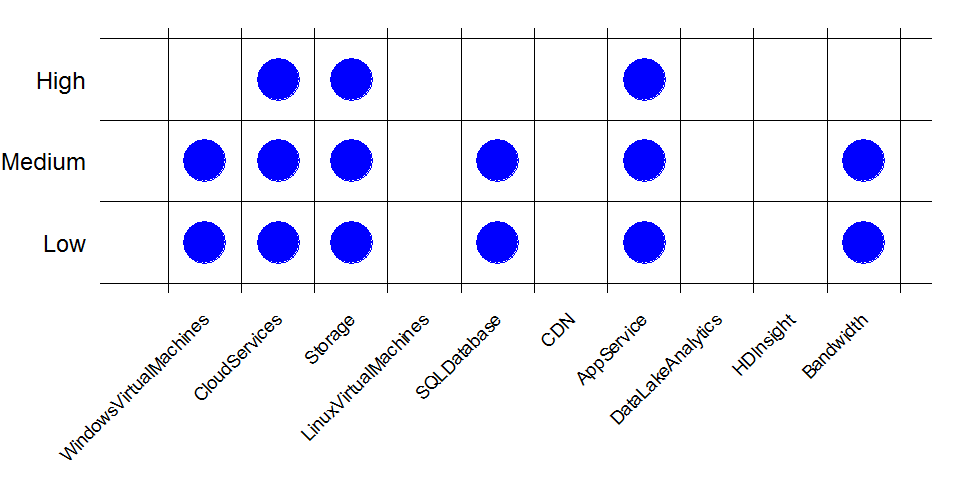 High
Medium
Low
WindowsVirtualMachines
CloudServices
Storage
LinuxVirtualMachines
SQLDatabase
CDN
AppService
DataLakeAnalytics
HDInsight
Bandwidth